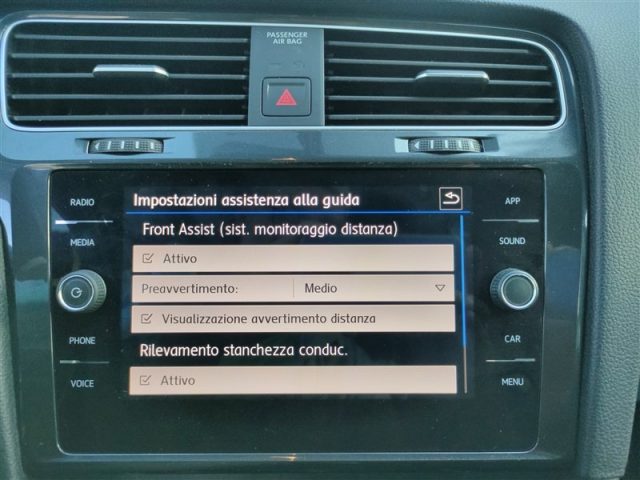 PASSENGER
AIR BAG
RADIO
MEDIA
PHONE
VOICE
Impostazioni assistenza alla guida
Front Assist (sist. monitoraggio distanza)
Attivo
Preavvertimento: Medio
Visualizzazione avvertimento distanza
Rilevamento stanchezza conduc.
Attivo
APP
SOUND
CAR
MENU